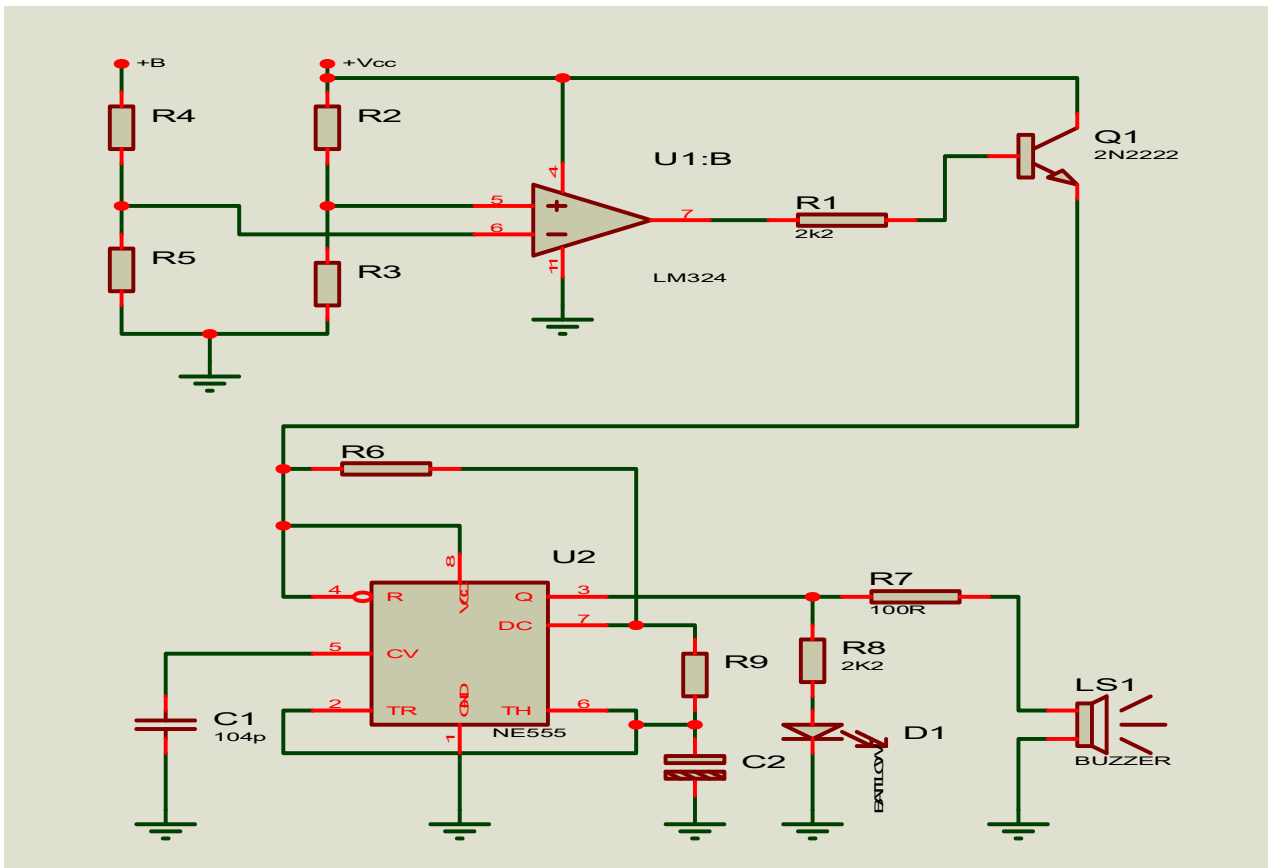 +B
+Vcc
R4
R2
R5
R3
4
5
6
7
11
U1:B
LM324
R1
2k2
Q1
2N2222
R6
U2
8
4
R
VCC
Q
3
DC
7
5
CV
2
TR
GND
TH
6
1
NE555
C1
104p
R9
C2
R7
100R
R8
2K2
D1
LS1
BUZZER